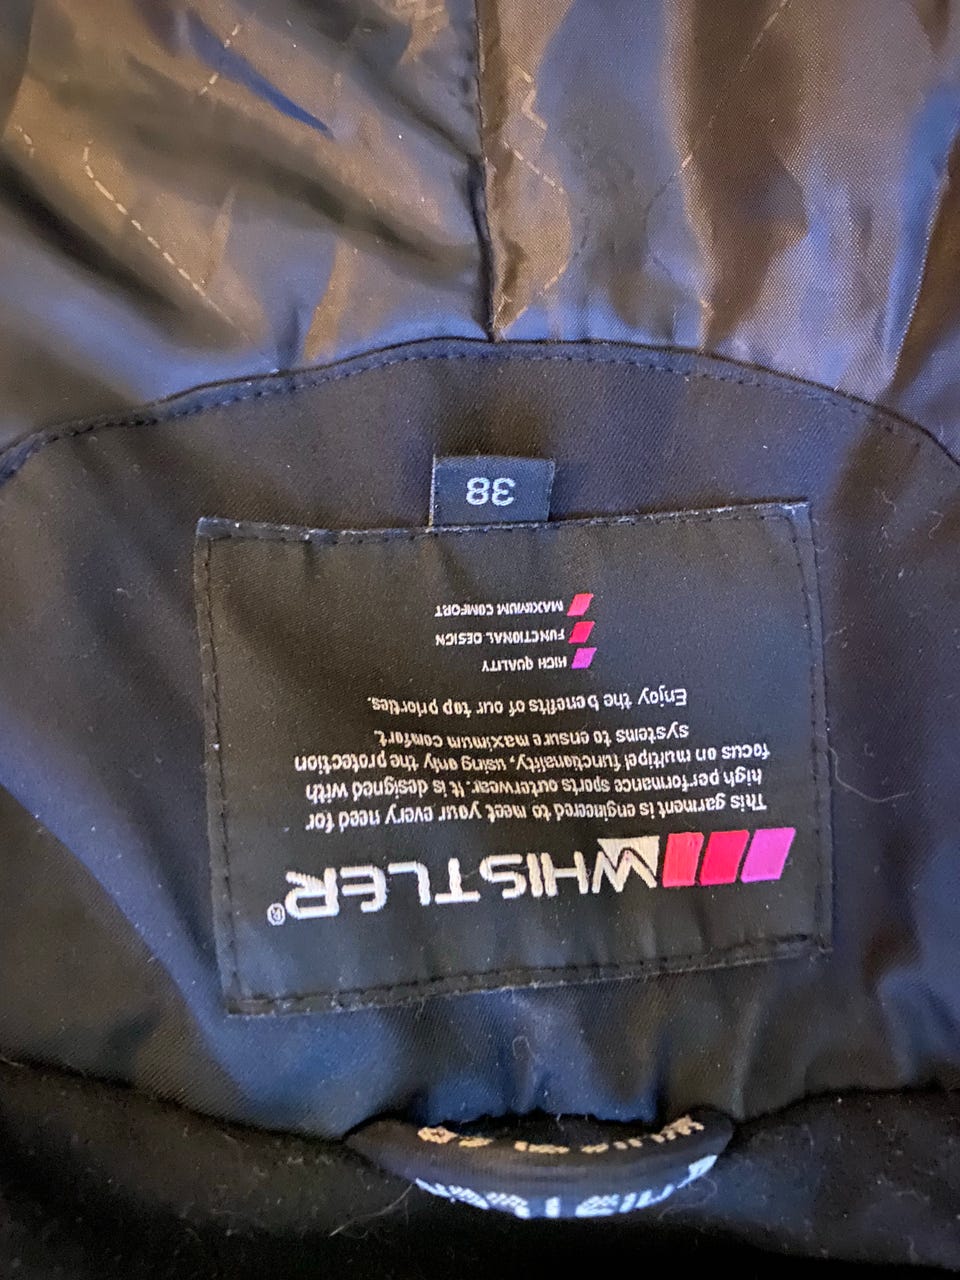 WHISTLER®
This garment is engineered to meet your every need for
high performance sports outerwear. It is designed with
focus on multipel functionality, using only the protection
systems to ensure maximum comfort.
Enjoy the benefits of our top priorties.
HIGH QUALITY
FUNCTIONAL DESIGN
MAXIMUM COMFORT
38